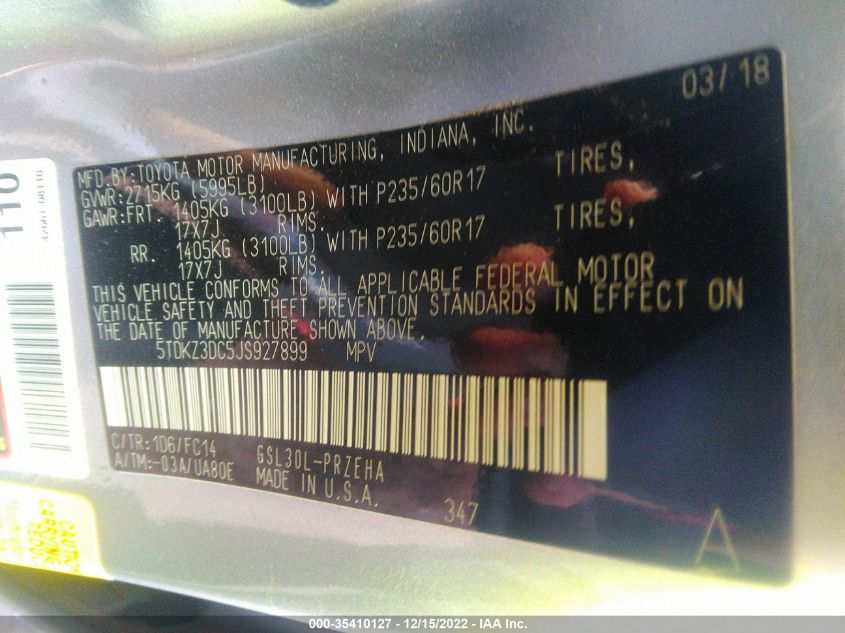 03/18
MFD.BY:TOYOTA MOTOR MANUFACTURING, INDIANA, INC.
GVWR:2715KG (5995LB)
GAWR:FRT. 1405KG (3100LB) WITH P235/60R17 TIRES,
17X7J RIMS.
RR. 1405KG (3100LB) WITH P235/60R17 TIRES,
17X7J RIMS.
THIS VEHICLE CONFORMS TO ALL APPLICABLE FEDERAL MOTOR
VEHICLE SAFETY AND THEFT PREVENTION STANDARDS IN EFFECT ON
THE DATE OF MANUFACTURE SHOWN ABOVE.
5TDKZ3DC5JS927899 MPV
C/TR:1D6/FC14 GSL30L-PRZEHA
A/TM:-03A/UA80E MADE IN U.S.A.
347
A
110
CAUTION
CARRYING
000-35410127 - 12/15/2022 - IAA Inc.